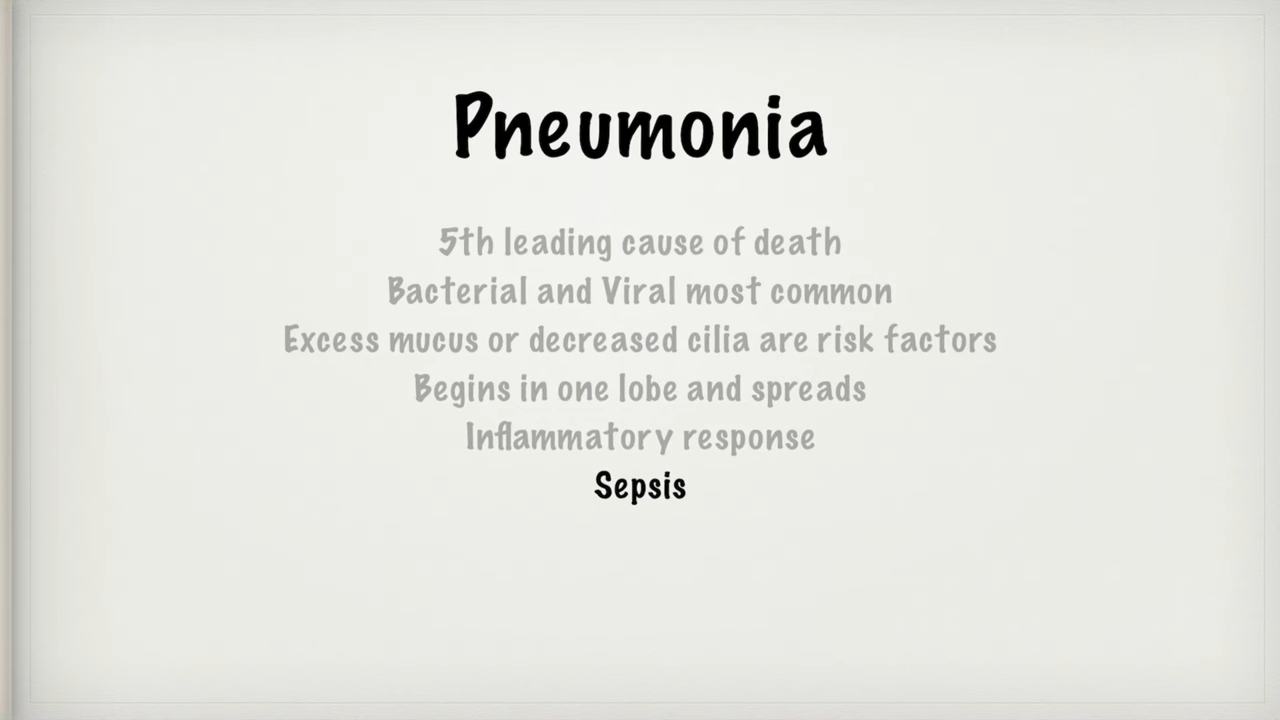 Pneumonia
5th leading cause of death
Bacterial and Viral most common
Excess mucus or decreased cilia are risk factors
Begins in one lobe and spreads
Inflammatory response
Sepsis